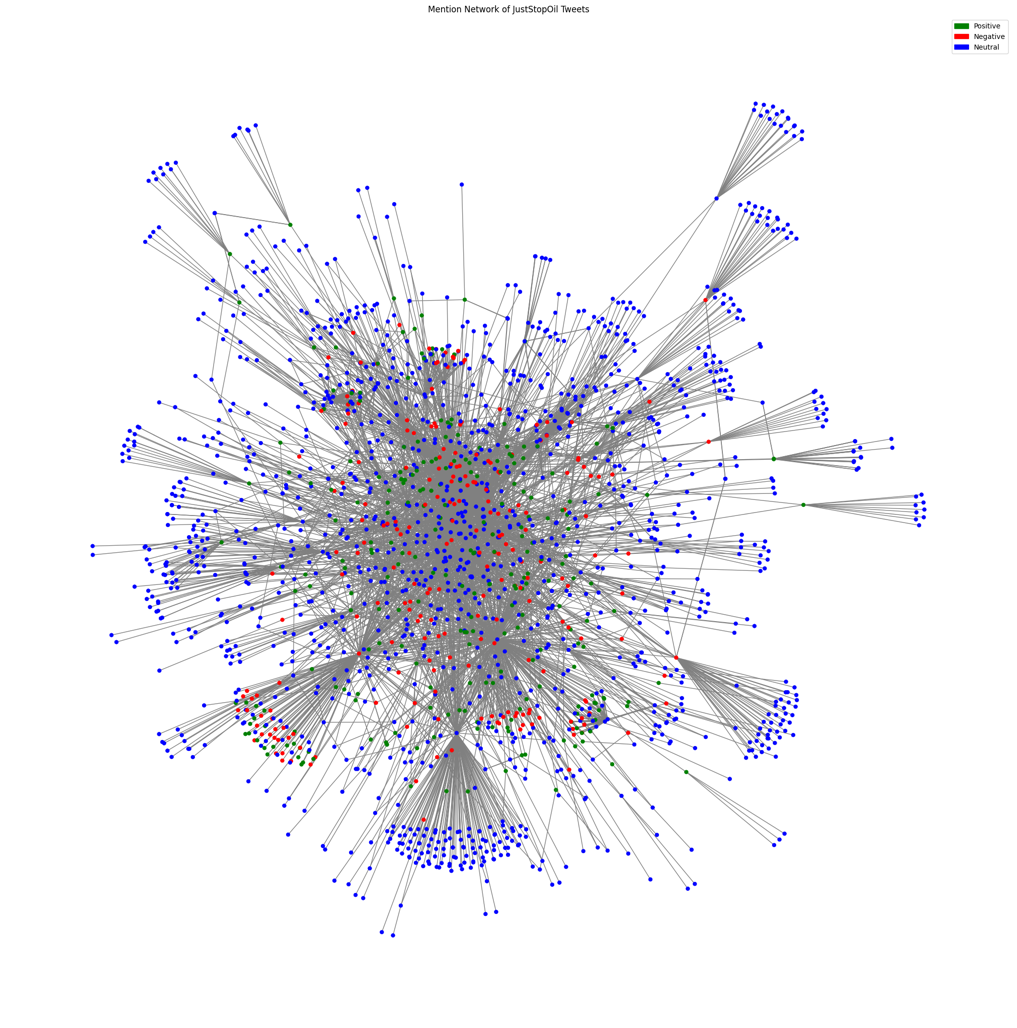 Mention Network of JustStopOil Tweets
Positive
Negative
Neutral